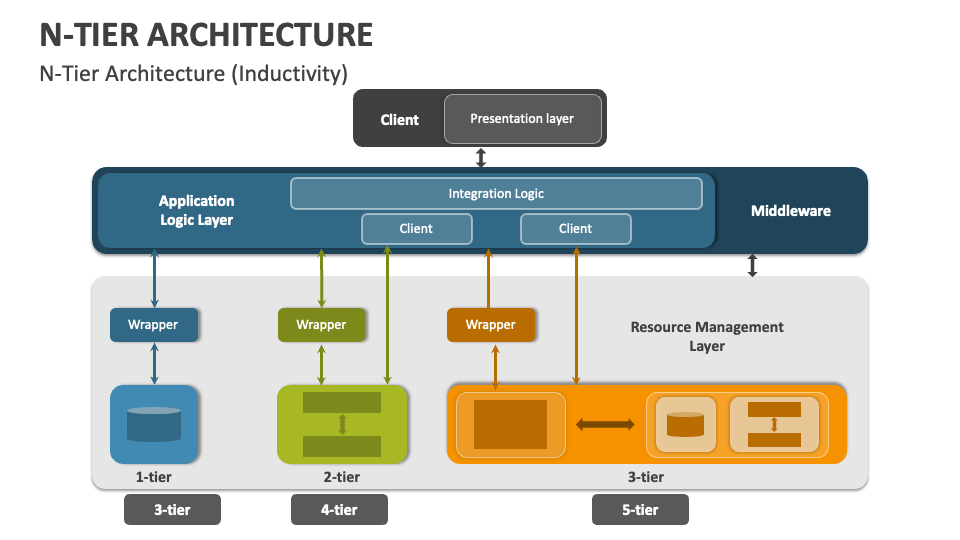 N-TIER ARCHITECTURE
N-Tier Architecture (Inductivity)
Client
Presentation layer
Application
Logic Layer
Integration Logic
Client
Client
Middleware
Wrapper
Wrapper
Wrapper
Resource Management
Layer
1-tier
2-tier
3-tier
3-tier
4-tier
5-tier